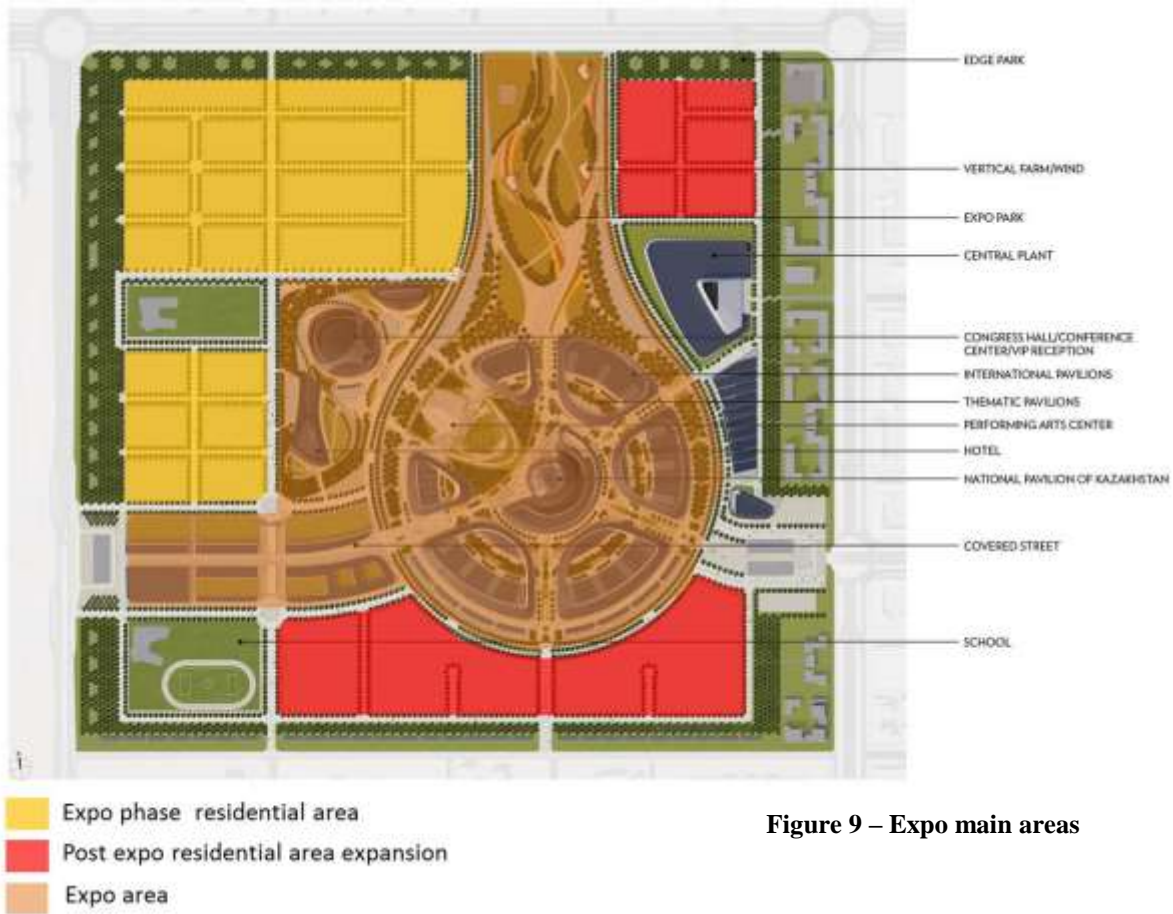 EDGE PARK
VERTICAL FARM/WIND
EXPO PARK
CENTRAL PLANT
CONGRESS HALL/CONFERENCE
CENTER/VIP RECEPTION
INTERNATIONAL PAVILIONS
THEMATIC PAVILIONS
PERFORMING ARTS CENTER
HOTEL
NATIONAL PAVILION OF KAZAKHSTAN
COVERED STREET
SCHOOL
Expo phase residential area
Post expo residential area expansion
Expo area
Figure 9 – Expo main areas